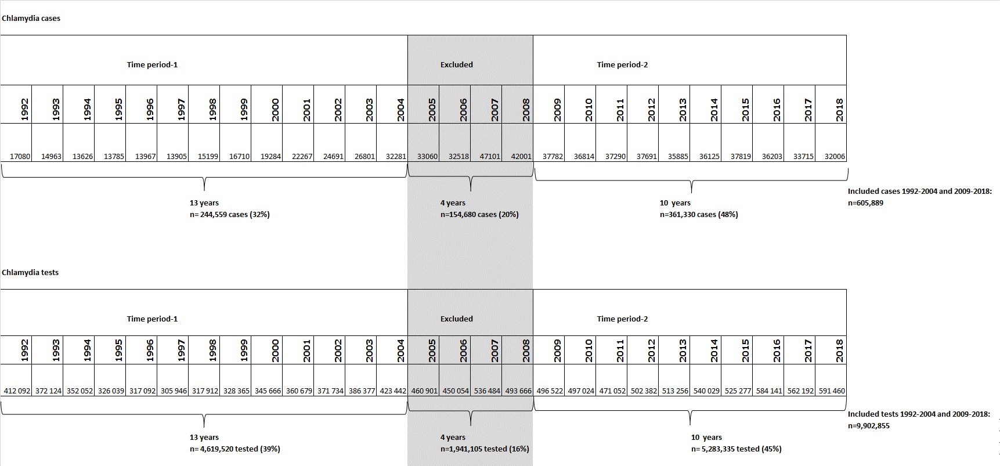 Chlamydia cases
Time period-1 Excluded Time period-2
1992 1993 1994 1995 1996 1997 1998 1999 2000 2001 2002 2003 2004 2005 2006 2007 2008 2009 2010 2011 2012 2013 2014 2015 2016 2017 2018
17080 14963 13626 13785 13967 13905 15199 16710 19284 22267 24691 26801 32281 33060 32518 47101 42001 37782 36814 37290 37691 35885 36125 37819 36203 33715 32006
Included cases 1992-2004 and 2009-2018:
n=605,889
13 years 4 years 10 years
n= 244,559 cases (32%) n=154,680 cases (20%) n=361,330 cases (48%)
Chlamydia tests
Time period-1 Excluded Time period-2
1992 1993 1994 1995 1996 1997 1998 1999 2000 2001 2002 2003 2004 2005 2006 2007 2008 2009 2010 2011 2012 2013 2014 2015 2016 2017 2018
412 092 372 124 352 052 326 039 317 092 305 946 317 912 328 365 345 666 360 679 371 734 386 377 423 442 460 901 450 054 536 484 493 666 496 522 497 024 471 052 502 382 513 256 540 029 525 277 584 141 562 192 591 460
Included tests 1992-2004 and 2009-2018:
n=9,902,855
13 years 4 years 10 years
n= 4,619,520 tested (39%) n=1,941,105 tested (16%) n= 5,283,335 tested (45%)